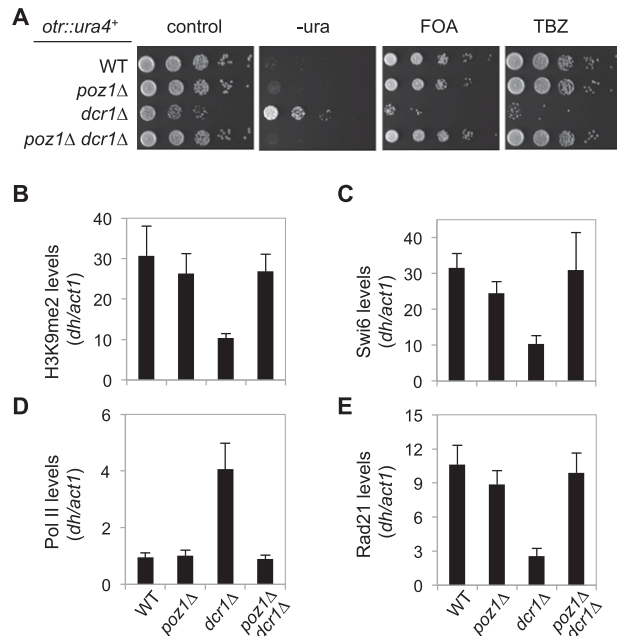 A
otr::ura4+ control -ura FOA TBZ
WT
poz1Δ
dcr1Δ
poz1Δ dcr1Δ
B
H3K9me2 levels
(dh/act1)
40
30
20
10
0
C
Swi6 levels
(dh/act1)
40
30
20
10
0
D
Pol II levels
(dh/act1)
6
4
2
0
WT
poz1Δ
dcr1Δ
poz1Δ
dcr1Δ
E
Rad21 levels
(dh/act1)
15
12
9
6
3
0
WT
poz1Δ
dcr1Δ
poz1Δ
dcr1Δ